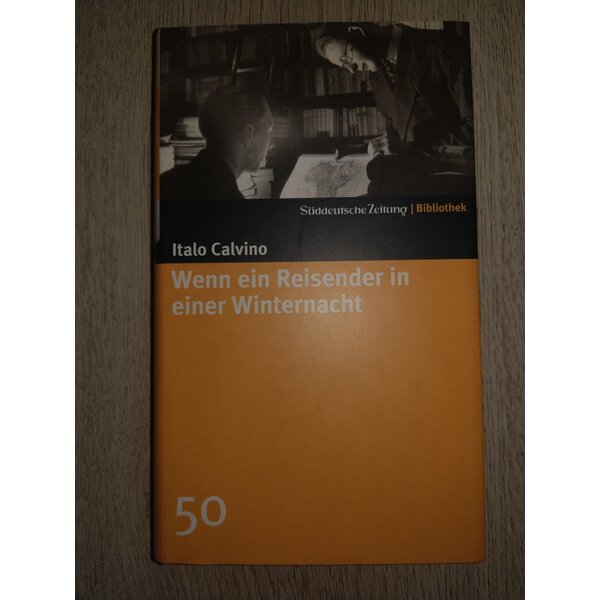 Süddeutsche Zeitung | Bibliothek
Italo Calvino
Wenn ein Reisender in
einer Winternacht
50